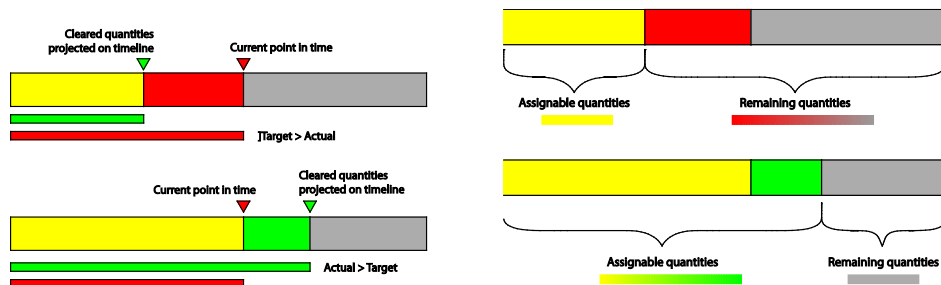 Cleared quantities
projected on timeline
Current point in time
Target > Actual
Current point in time
Cleared quantities
projected on timeline
Actual > Target
Assignable quantities
Remaining quantities
Assignable quantities
Remaining quantities